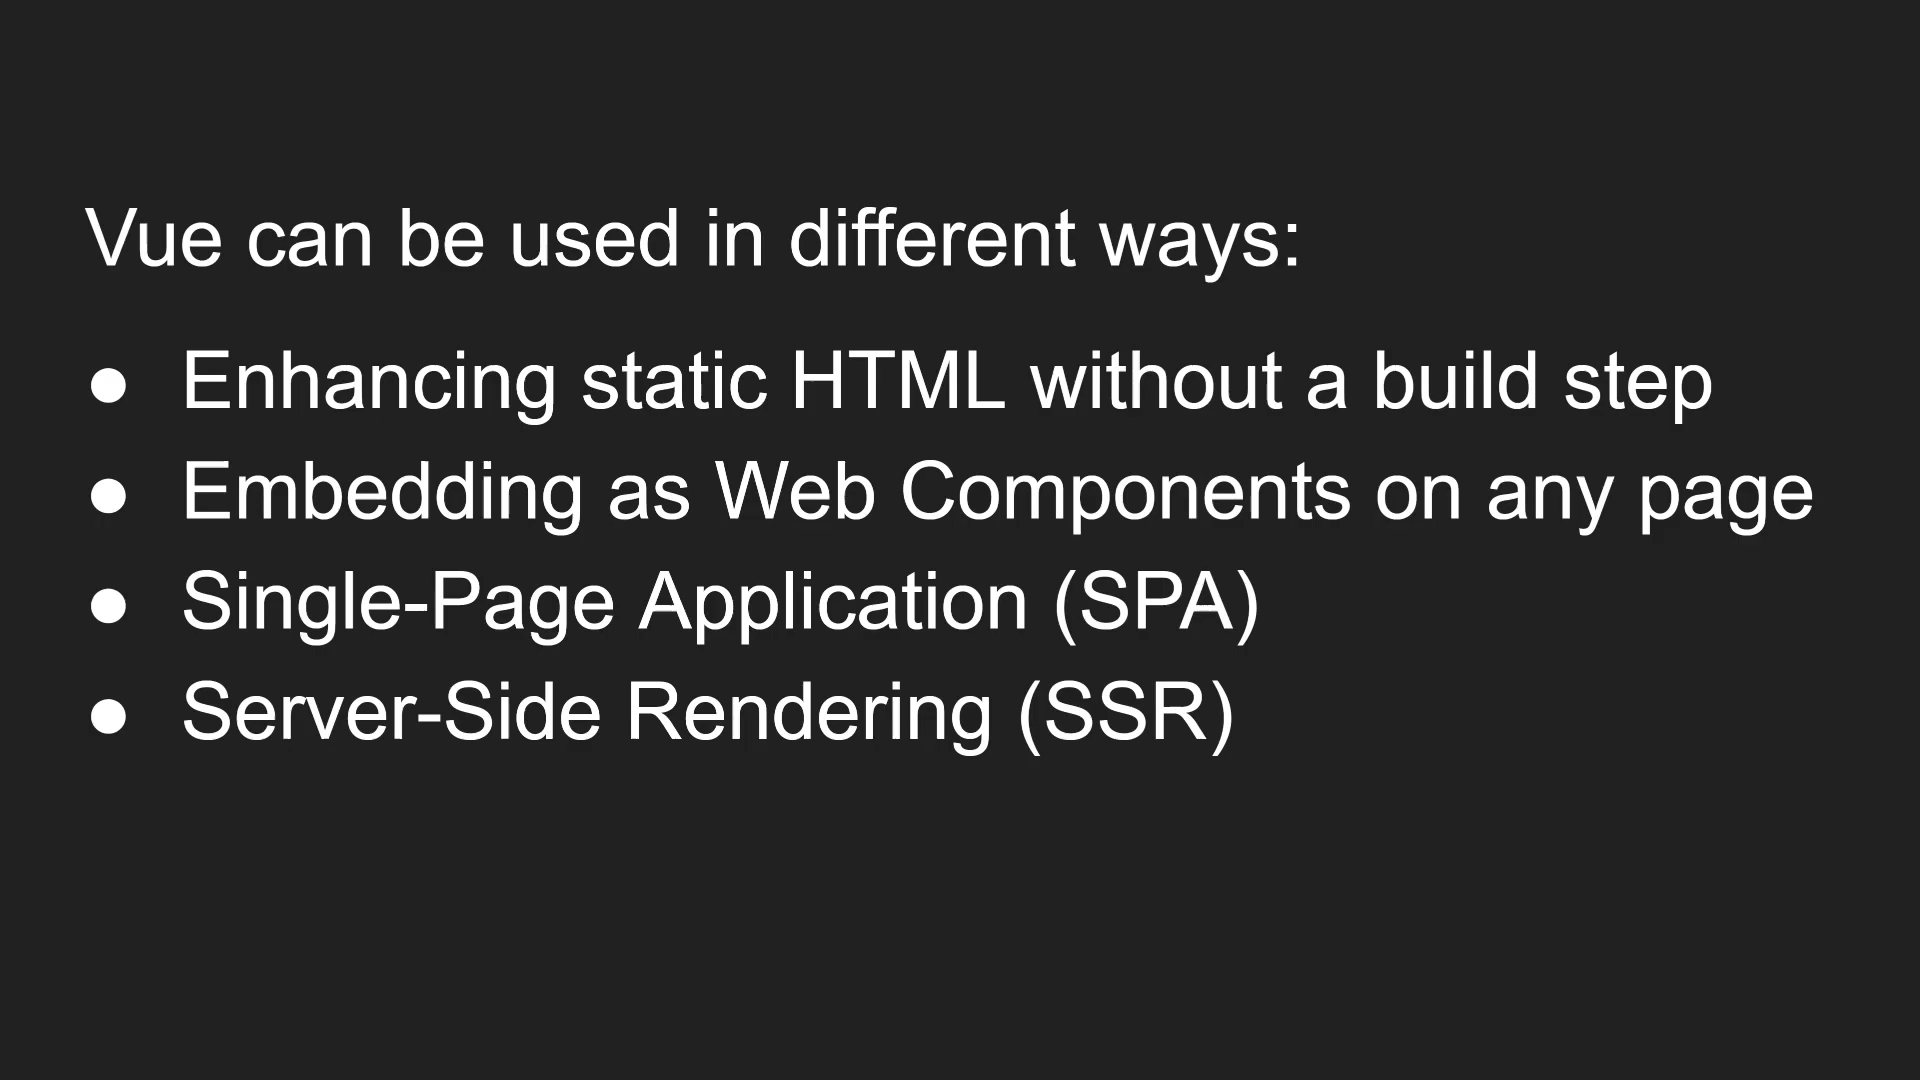 Vue can be used in different ways:
● Enhancing static HTML without a build step
● Embedding as Web Components on any page
● Single-Page Application (SPA)
● Server-Side Rendering (SSR)